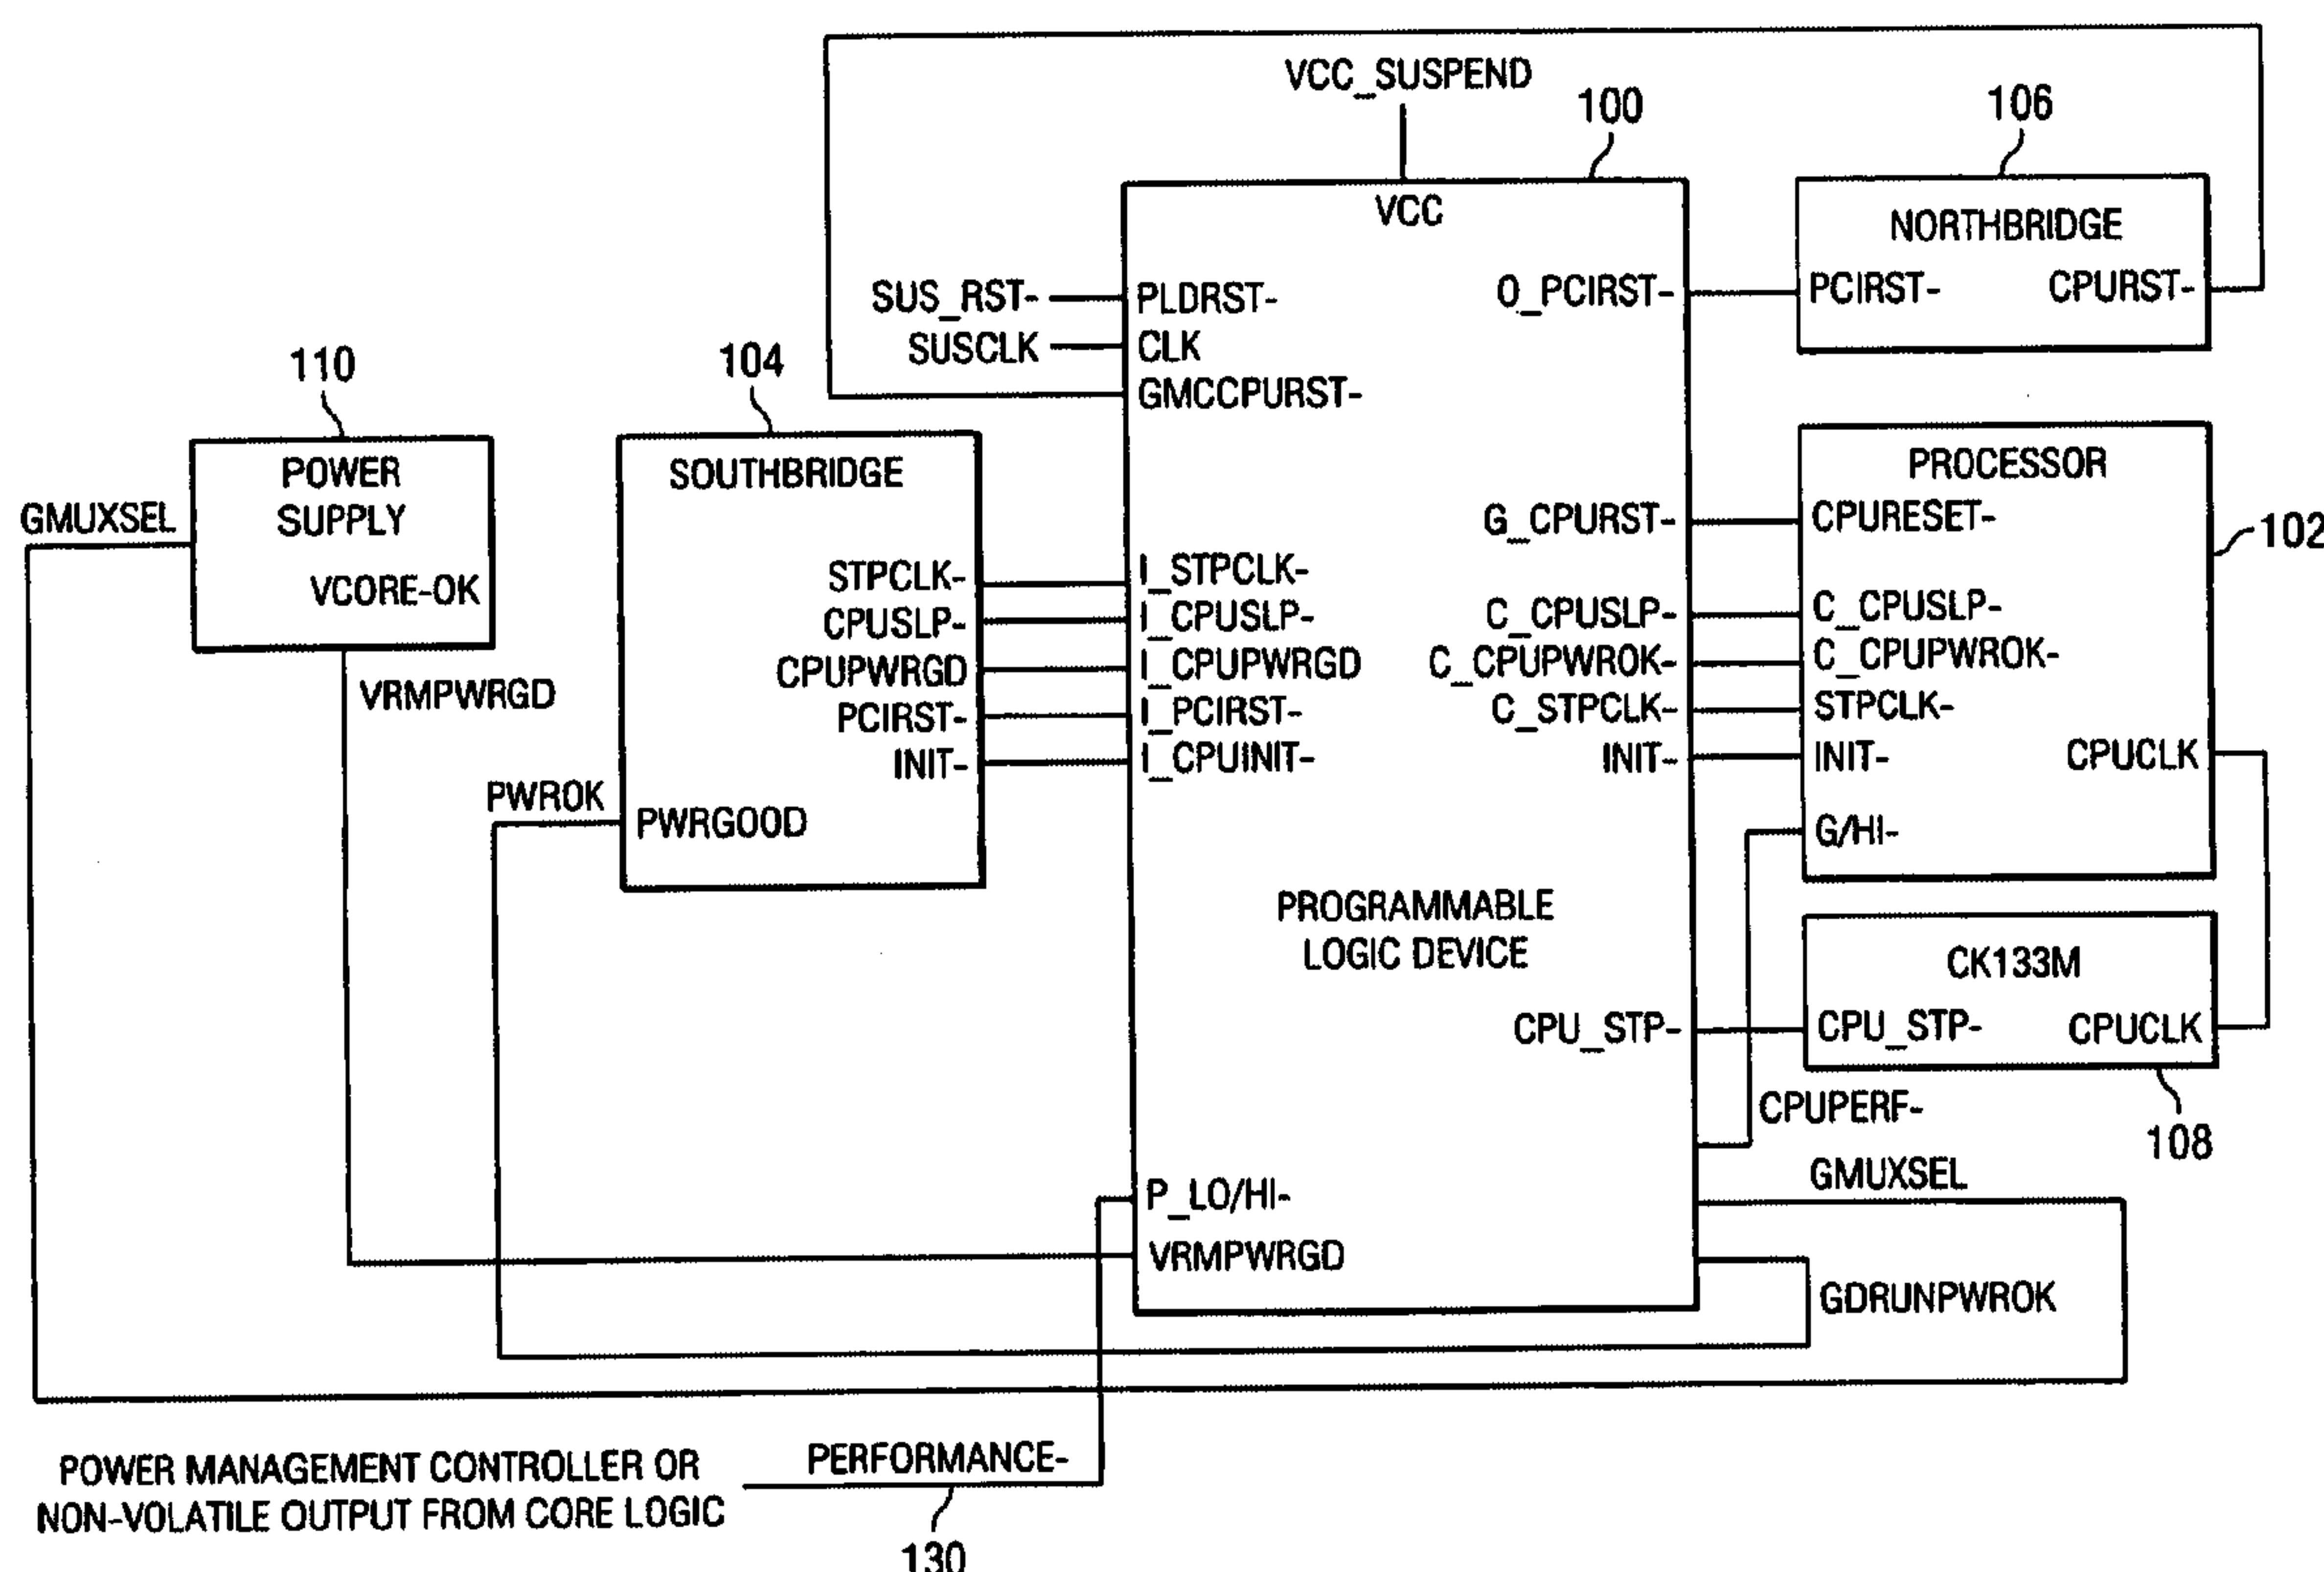 VCC_SUSPEND
100
106
VCC
NORTHBRIDGE
SUS_RST-
PLDRST-
O_PCIRST-
PCIRST-
CPURST-
SUSCLK
CLK
GMCCPURST-
110
104
POWER
SUPPLY
GMUXSEL
VCORE-OK
SOUTHBRIDGE
PROCESSOR
G_CPURST-
CPURESET-
102
STPCLK-
I_STPCLK-
CPUSLP-
I_CPUSLP-
C_CPUSLP-
C_CPUSLP-
CPUPWRGD
I_CPUPWRGD
C_CPUPWROK-
C_CPUPWROK-
VRMPWRGD
PCIRST-
I_PCIRST-
C_STPCLK-
STPCLK-
INIT-
I_CPUINIT-
INIT-
INIT-
CPUCLK
PWROK
PWRGOOD
G/HI-
PROGRAMMABLE
LOGIC DEVICE
CK133M
CPU_STP-
CPU_STP-
CPUCLK
CPUPERF-
108
GMUXSEL
P_LO/HI-
VRMPWRGD
GDRUNPWROK
POWER MANAGEMENT CONTROLLER OR
NON-VOLATILE OUTPUT FROM CORE LOGIC
PERFORMANCE-
130